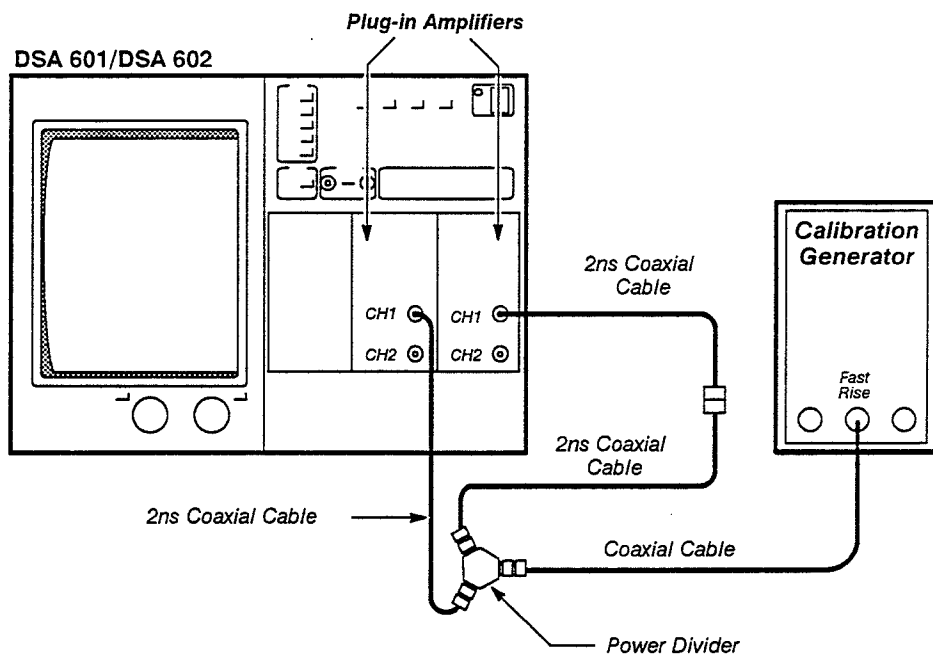 Plug-in Amplifiers
DSA 601/DSA 602
Calibration
Generator
2ns Coaxial
Cable
CH1
CH1
CH2
CH2
Fast
Rise
2ns Coaxial
Cable
2ns Coaxial Cable
Coaxial Cable
Power Divider